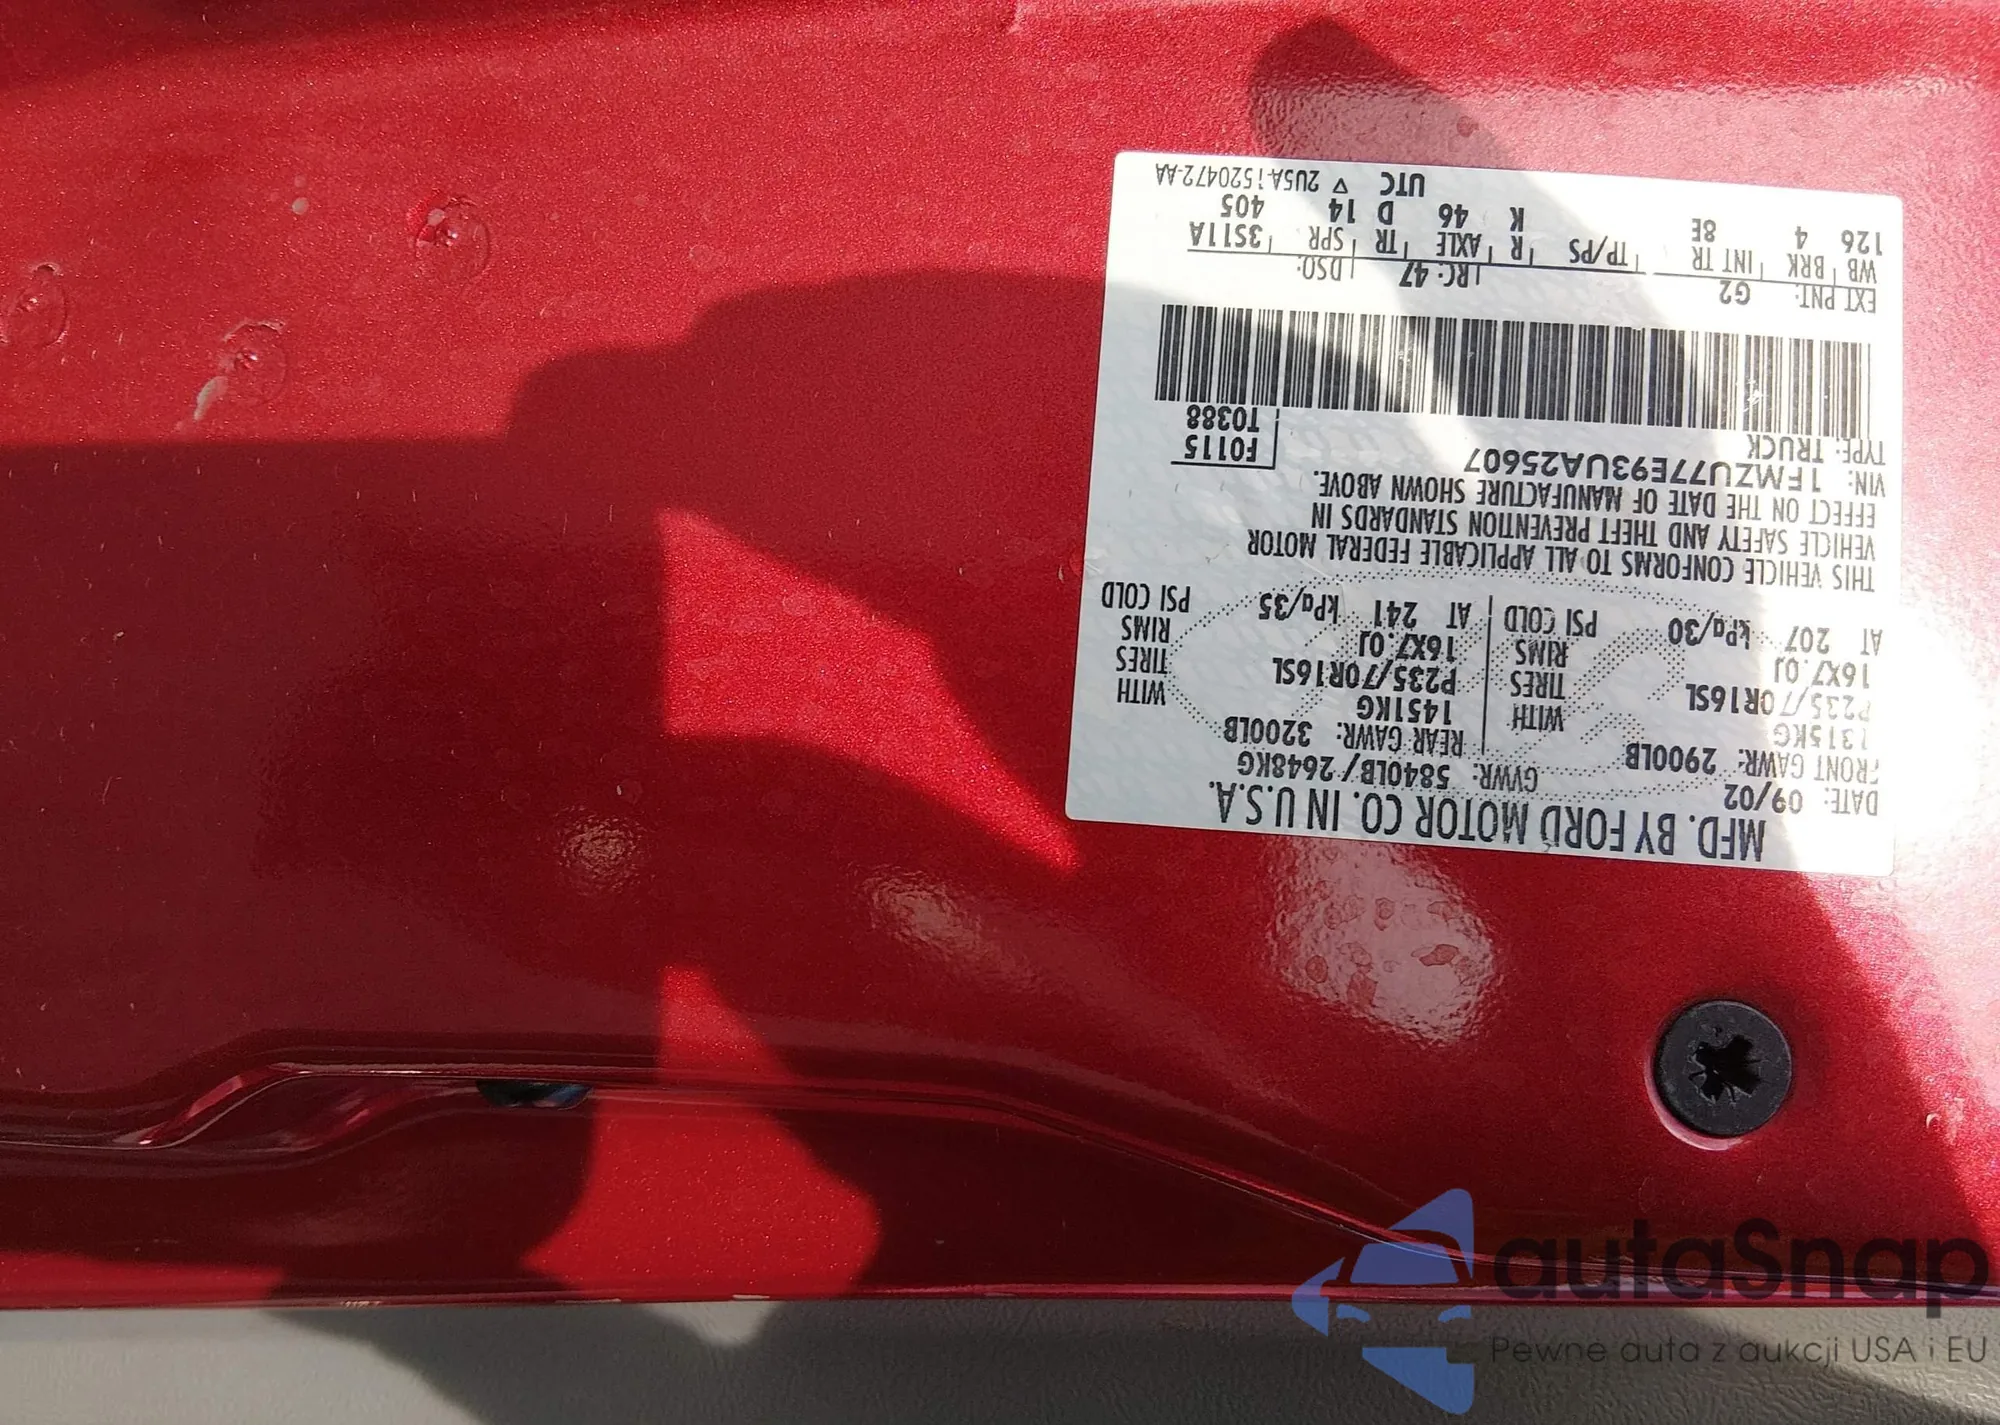 MFD. BY FORD MOTOR CO. IN U.S.A.
DATE: 09/02 GVWR: 5840LB/2648KG
FRONT GAWR: 2900LB REAR GAWR: 3200LB
1315KG 1451KG
P235/70R16SL WITH TIRES P235/70R16SL WITH TIRES
16X7.0J RIMS 16X7.0J RIMS
AT 207 kPa/30 PSI COLD AT 241 kPa/35 PSI COLD
THIS VEHICLE CONFORMS TO ALL APPLICABLE FEDERAL MOTOR
VEHICLE SAFETY AND THEFT PREVENTION STANDARDS IN
EFFECT ON THE DATE OF MANUFACTURE SHOWN ABOVE.
VIN: 1FMZU77E93UA25607 F0115
TYPE: TRUCK T0388
EXT PNT: G2 RC: 47 DSO:
WB BRK INT TR TP/PS R AXLE TR SPR 3S11A
126 4 8E K 46 D 14 405
UTC 2U5A-1520472-AA
autaSnap
Pewne auta z aukcji USA i EU